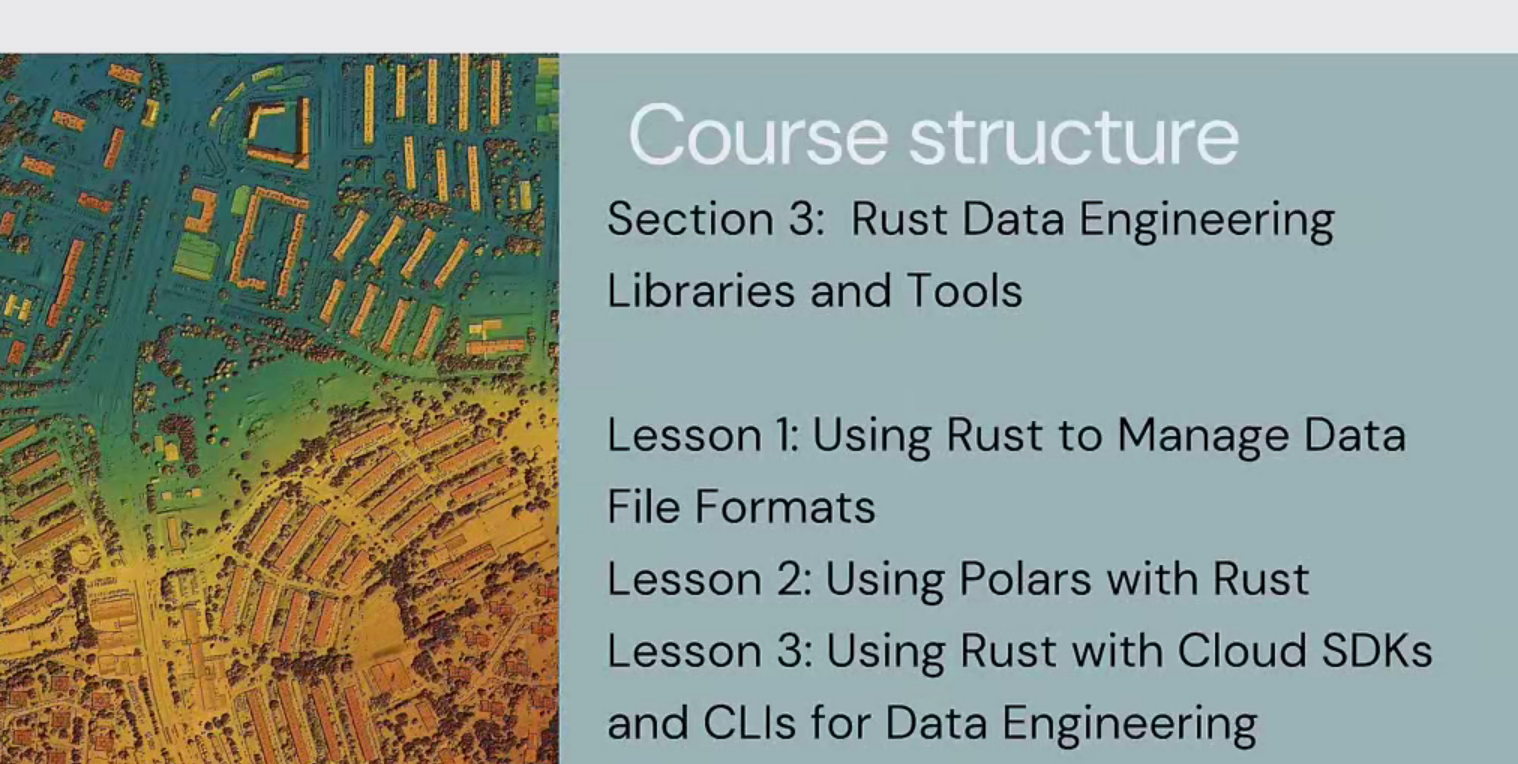 Course structure
Section 3: Rust Data Engineering
Libraries and Tools
Lesson 1: Using Rust to Manage Data
File Formats
Lesson 2: Using Polars with Rust
Lesson 3: Using Rust with Cloud SDKs
and CLIs for Data Engineering